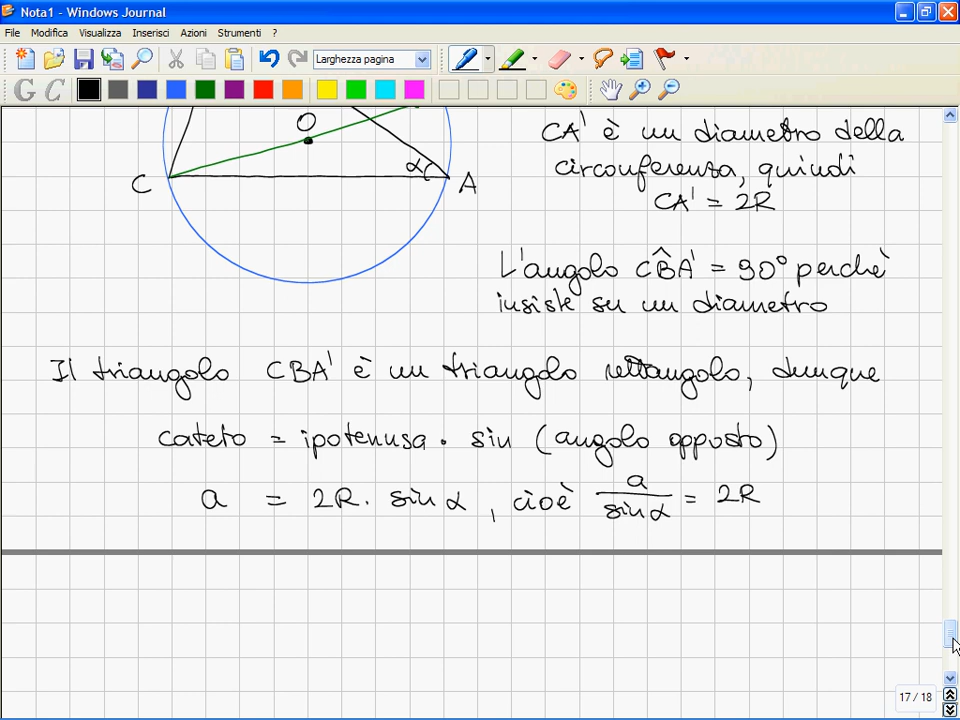 Nota1 - Windows Journal
File Modifica Visualizza Inserisci Azioni Strumenti ?
Larghezza pagina
G C
O
C
α
A
CA' è un diametro della
circonferenza, quindi
CA' = 2R
L'angolo CB̂A' = 90° perchè
insiste su un diametro
Il triangolo CBA' è un triangolo rettangolo, dunque
cateto = ipotenusa · sin (angolo opposto)
a = 2R · sin α , cioè a/sin α = 2R
17 / 18